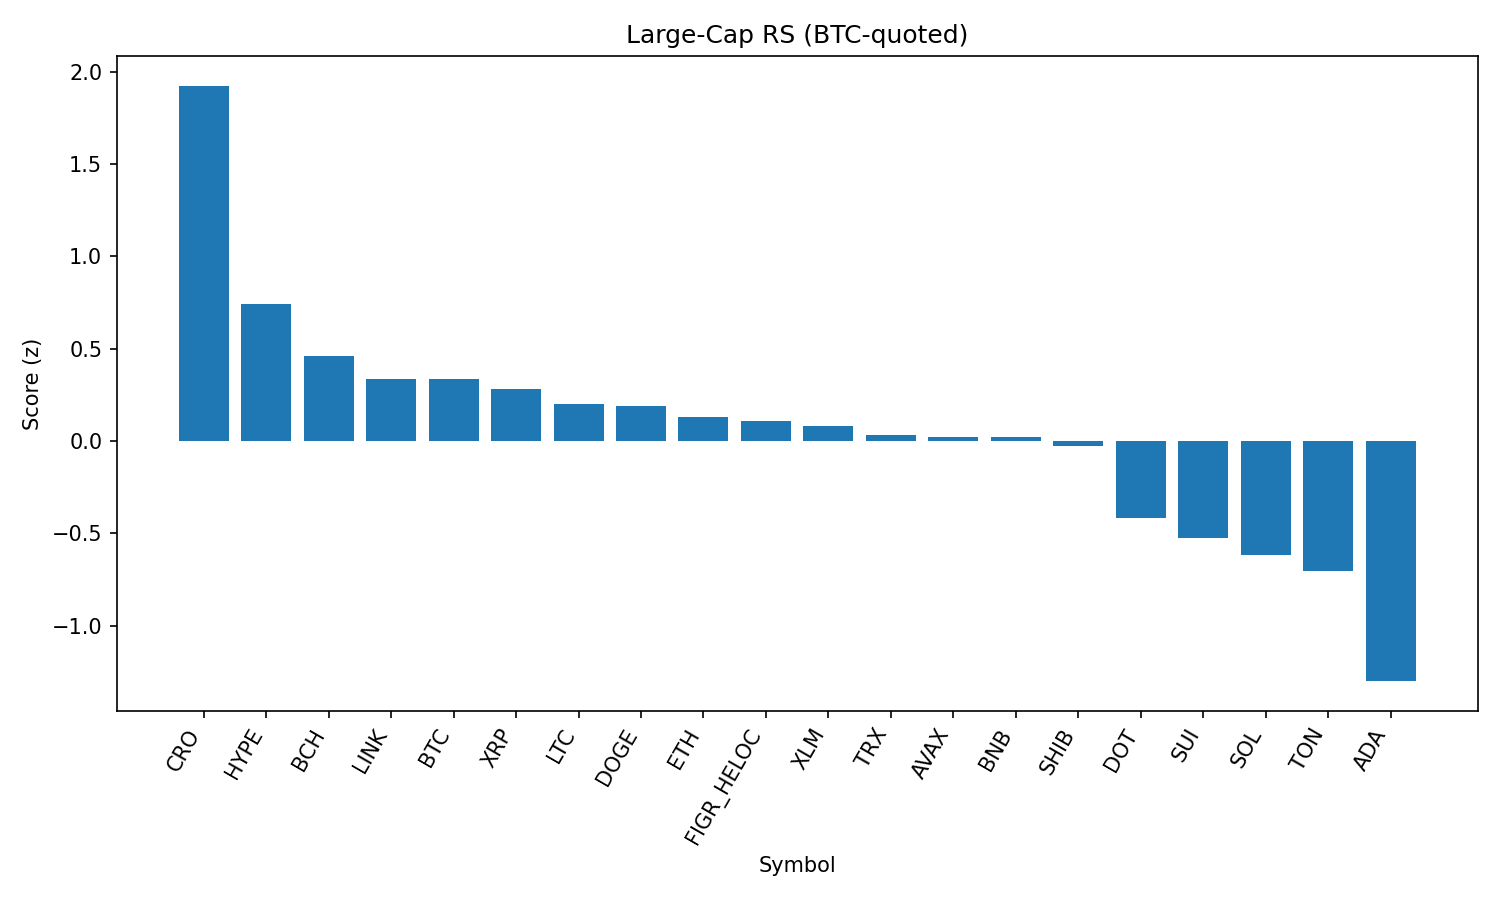 Large-Cap RS (BTC-quoted)
Score (z)
2.0
1.5
1.0
0.5
0.0
−0.5
−1.0
CRO
HYPE
BCH
LINK
BTC
XRP
LTC
DOGE
ETH
FIGR_HELOC
XLM
TRX
AVAX
BNB
SHIB
DOT
SUI
SOL
TON
ADA
Symbol